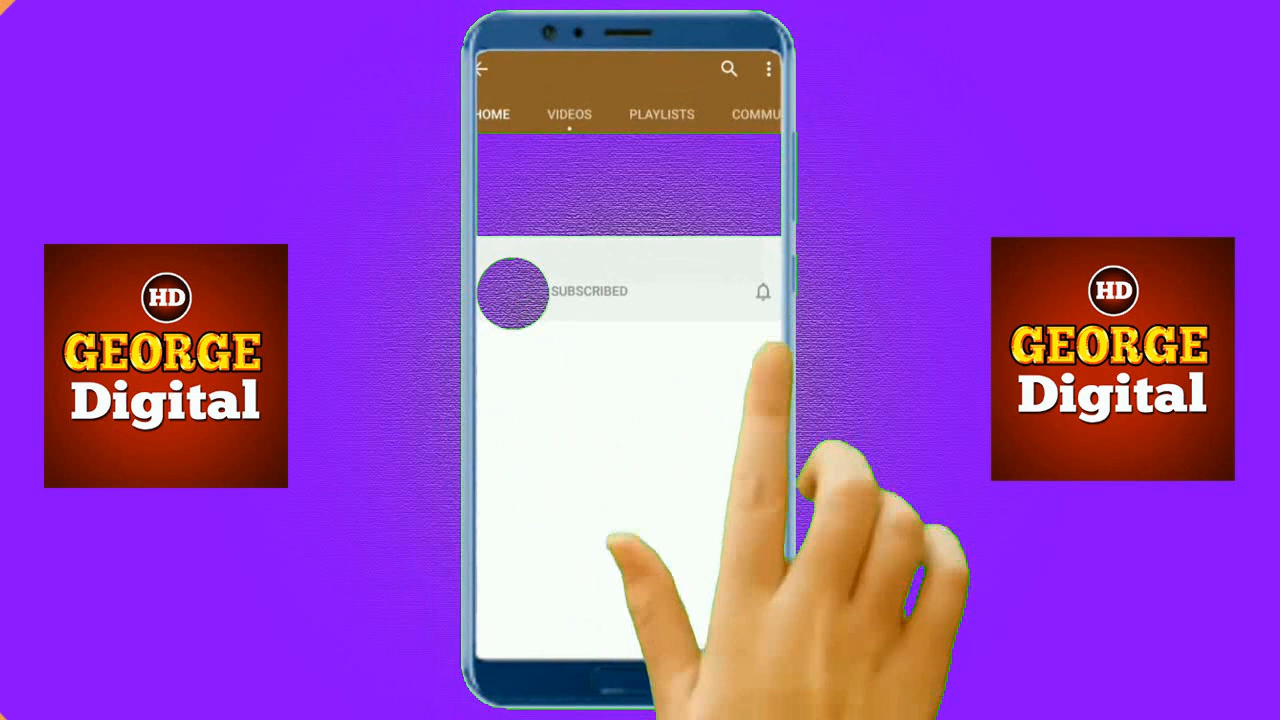 HOME VIDEOS PLAYLISTS COMMU
SUBSCRIBED
HD
GEORGE
Digital
HD
GEORGE
Digital